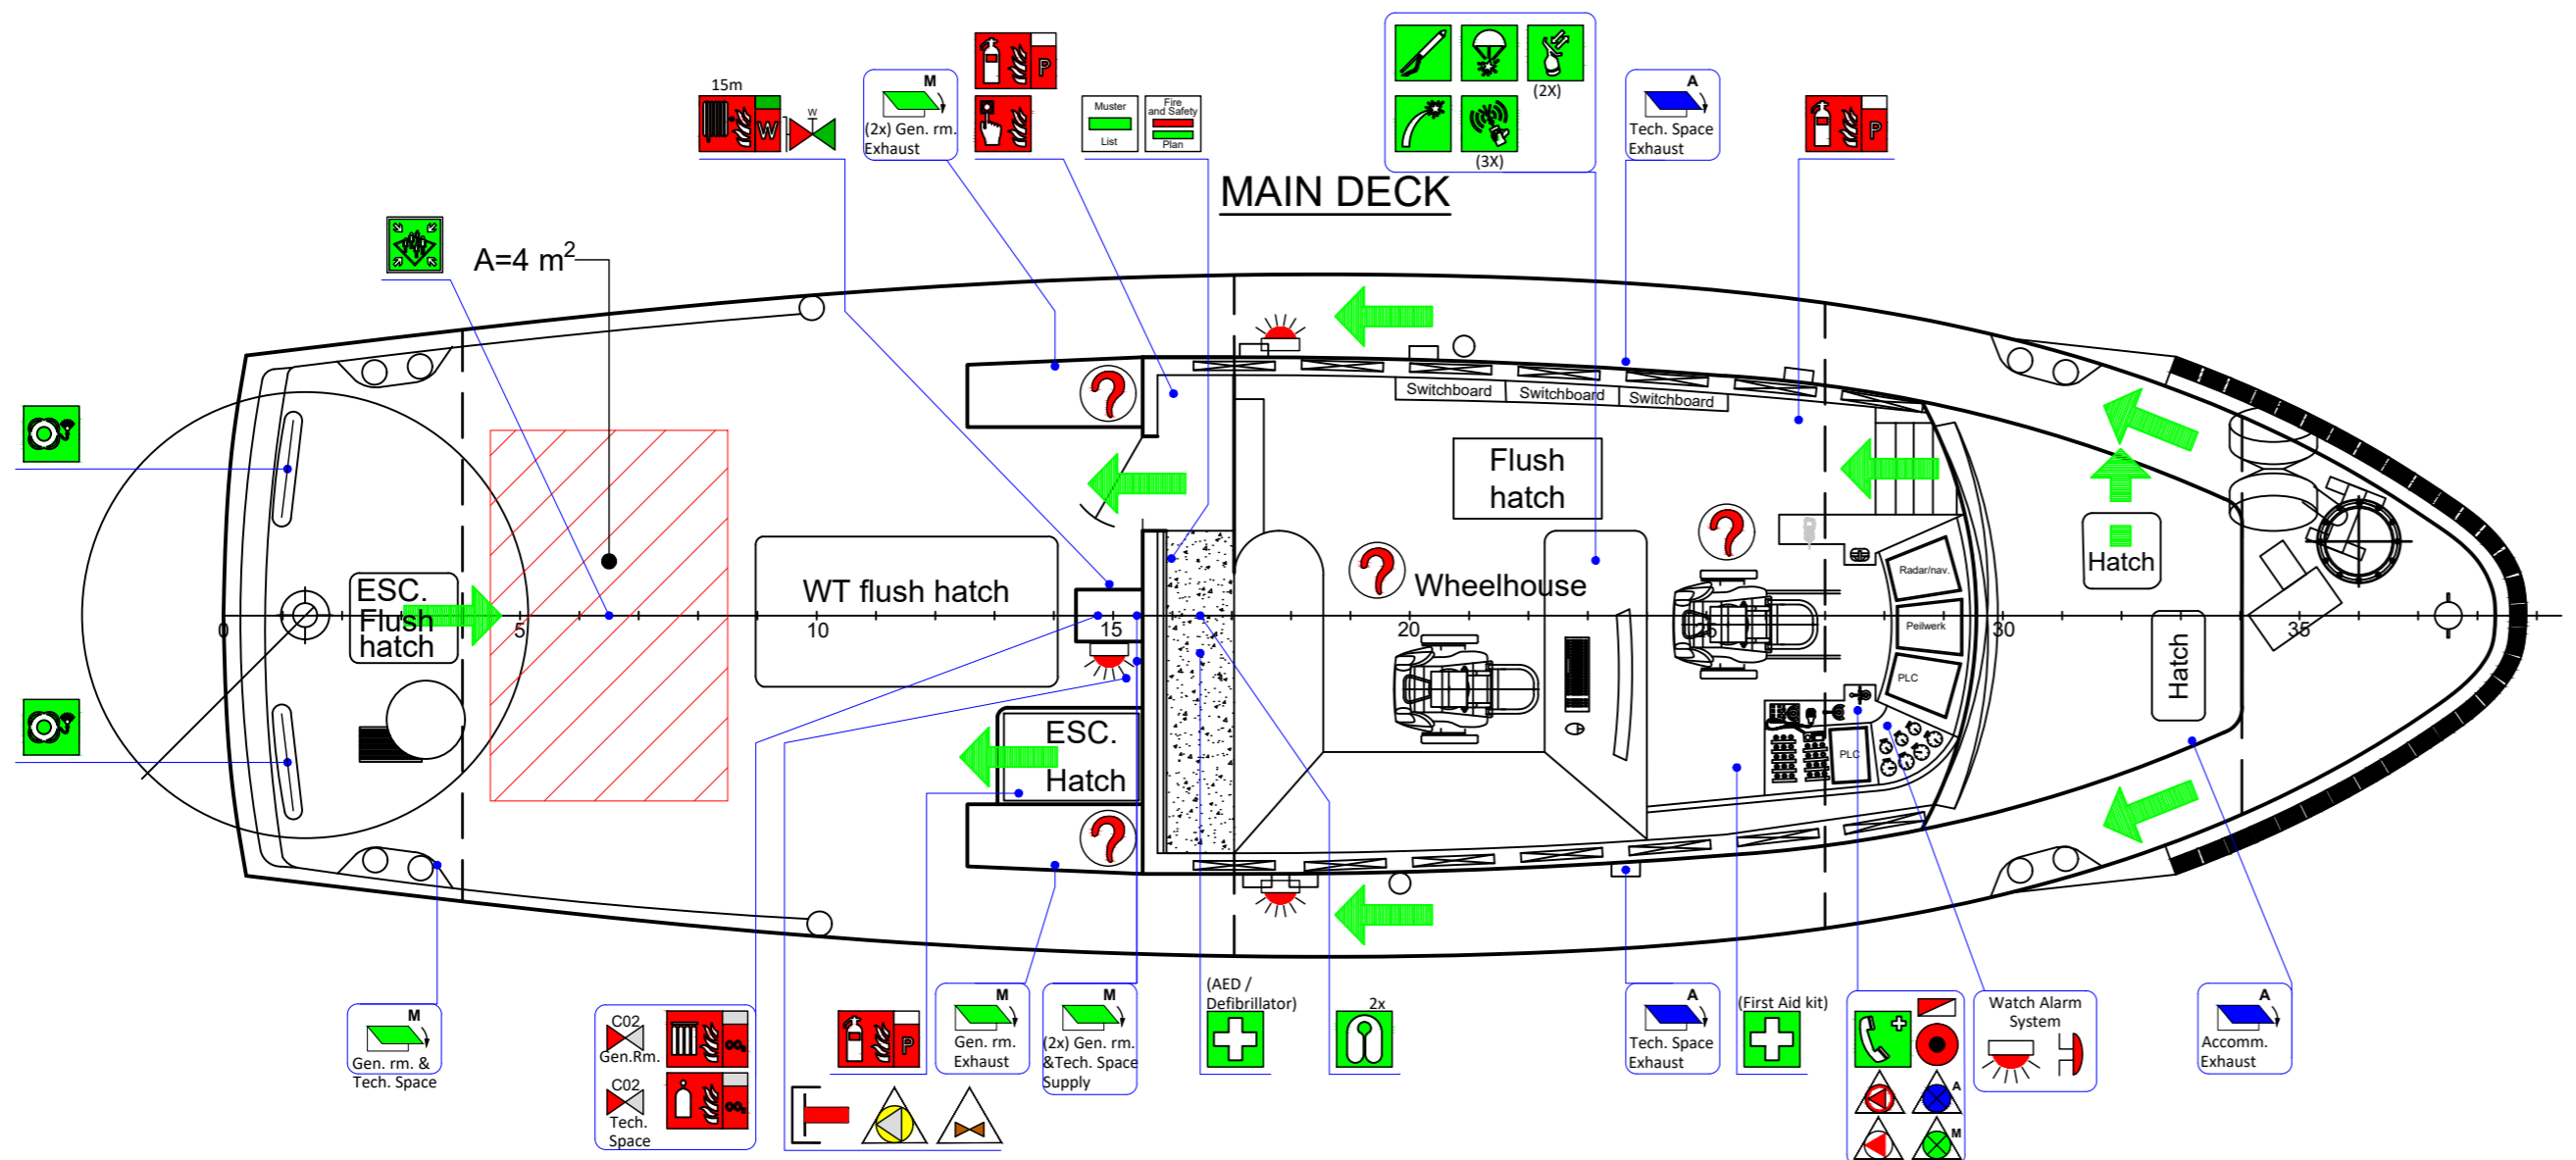 15m
W
W
M
(2x) Gen. rm.
Exhaust
P
Muster
List
Fire
and Safety
Plan
(2X)
(3X)
A
Tech. Space
Exhaust
P
MAIN DECK
A=4 m2
Switchboard
Switchboard
Switchboard
Flush
hatch
Hatch
ESC.
Flush
hatch
WT flush hatch
Wheelhouse
Radar/nav.
Peilwerk
PLC
PLC
0
5
10
15
20
25
30
35
Hatch
ESC.
Hatch
M
Gen. rm. &
Tech. Space
C02
Gen.Rm.
C02
Tech.
Space
P
M
Gen. rm.
Exhaust
M
(2x) Gen. rm.
&Tech. Space
Supply
(AED /
Defibrillator)
2x
A
Tech. Space
Exhaust
(First Aid kit)
A
M
Watch Alarm
System
A
Accomm.
Exhaust